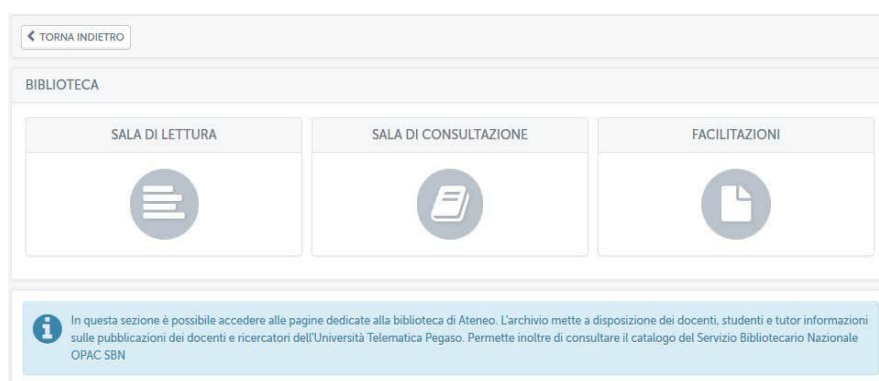 TORNA INDIETRO
BIBLIOTECA
SALA DI LETTURA
SALA DI CONSULTAZIONE
FACILITAZIONI
In questa sezione è possibile accedere alle pagine dedicate alla biblioteca di Ateneo. L'archivio mette a disposizione dei docenti, studenti e tutor informazioni
sulle pubblicazioni dei docenti e ricercatori dell'Università Telematica Pegaso. Permette inoltre di consultare il catalogo del Servizio Bibliotecario Nazionale
OPAC SBN